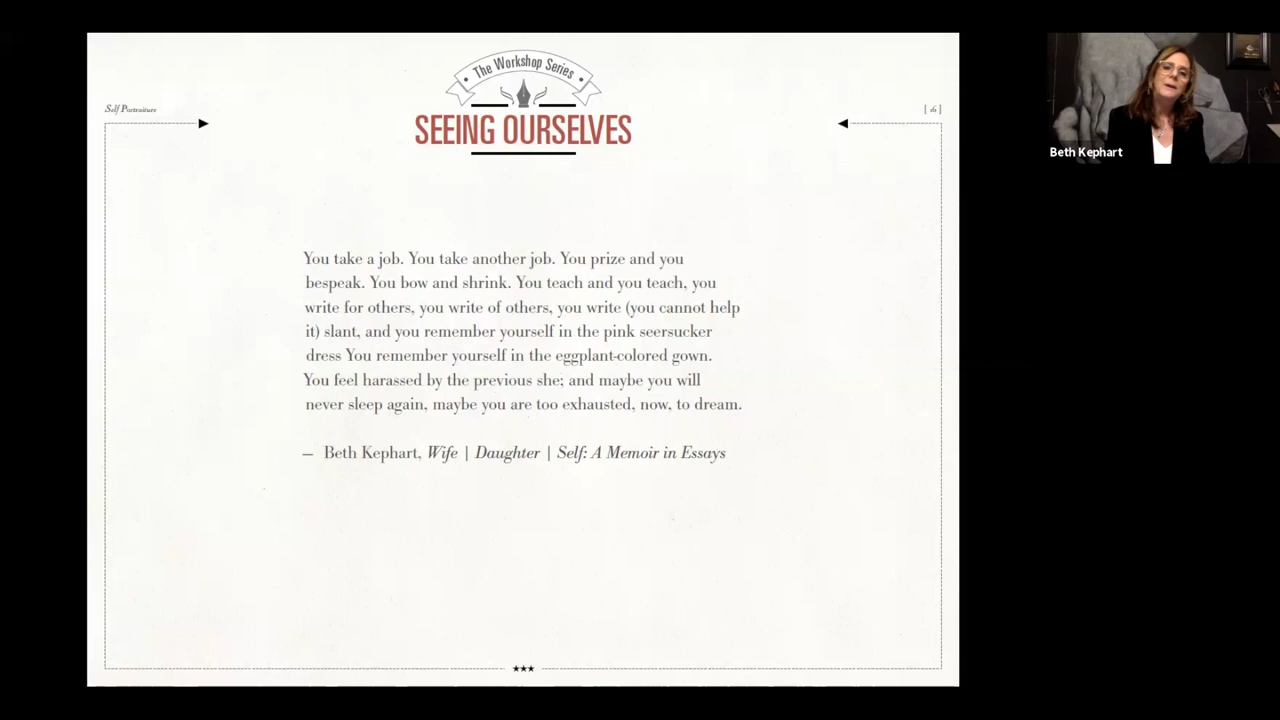 The Workshop Series
Self Portraiture
[ 16 ]
SEEING OURSELVES
Beth Kephart
You take a job. You take another job. You prize and you
bespeak. You bow and shrink. You teach and you teach, you
write for others, you write of others, you write (you cannot help
it) slant, and you remember yourself in the pink seersucker
dress You remember yourself in the eggplant-colored gown.
You feel harassed by the previous she; and maybe you will
never sleep again, maybe you are too exhausted, now, to dream.
— Beth Kephart, Wife | Daughter | Self: A Memoir in Essays